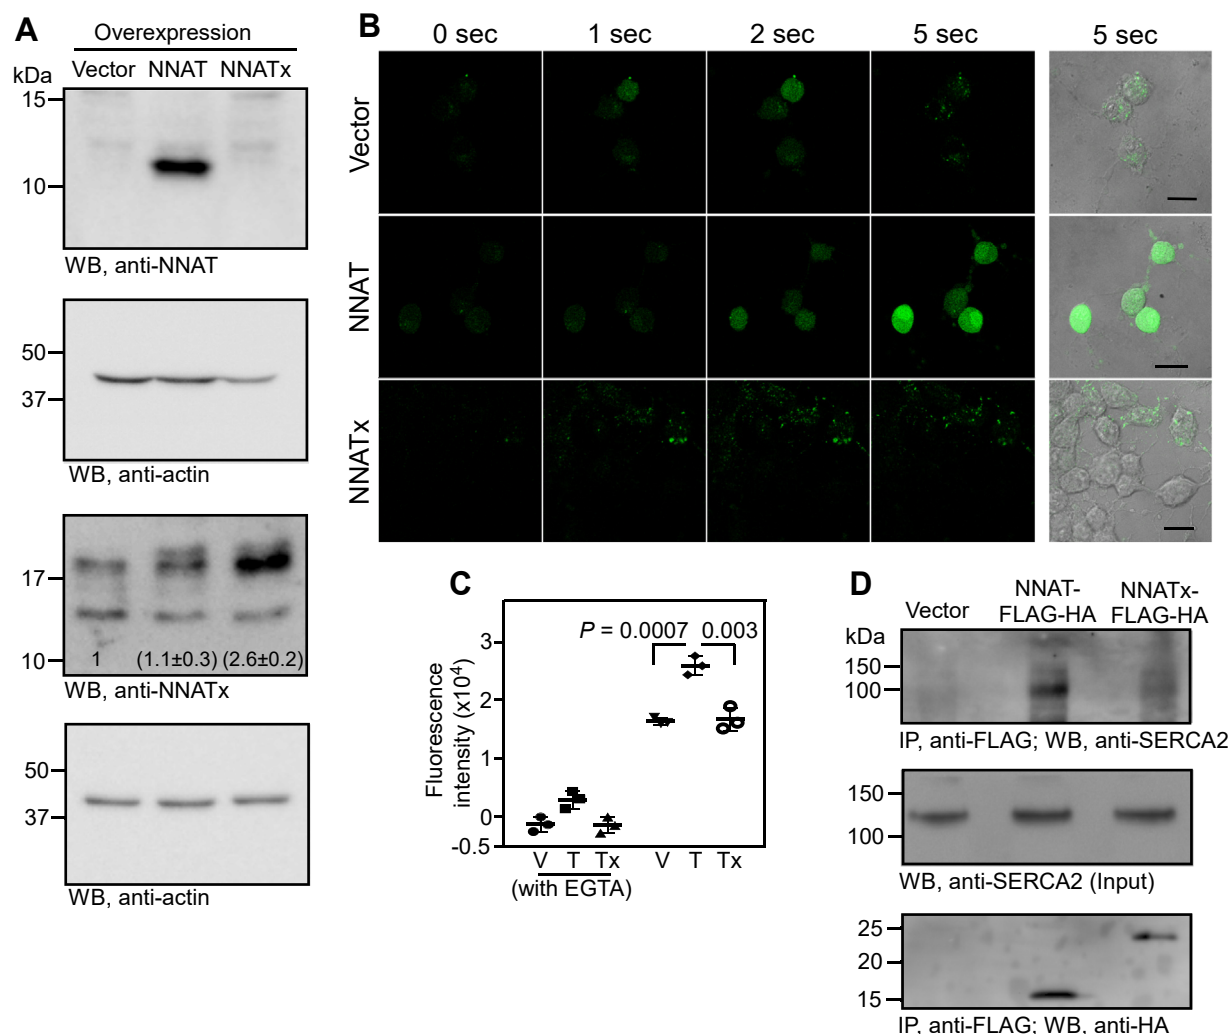 A
Overexpression
kDa Vector NNAT NNATx
15
10
WB, anti-NNAT
50
37
WB, anti-actin
17
10
1 (1.1±0.3) (2.6±0.2)
WB, anti-NNATx
50
37
WB, anti-actin
B
0 sec 1 sec 2 sec 5 sec 5 sec
Vector
NNAT
NNATx
C
Fluorescence
intensity (x10⁴)
P = 0.0007 0.003
3
2
1
0
-0.5
V T Tx V T Tx
(with EGTA)
D
Vector NNAT-FLAG-HA NNATx-FLAG-HA
kDa
150
100
IP, anti-FLAG; WB, anti-SERCA2
150
100
WB, anti-SERCA2 (Input)
25
20
15
IP, anti-FLAG; WB, anti-HA